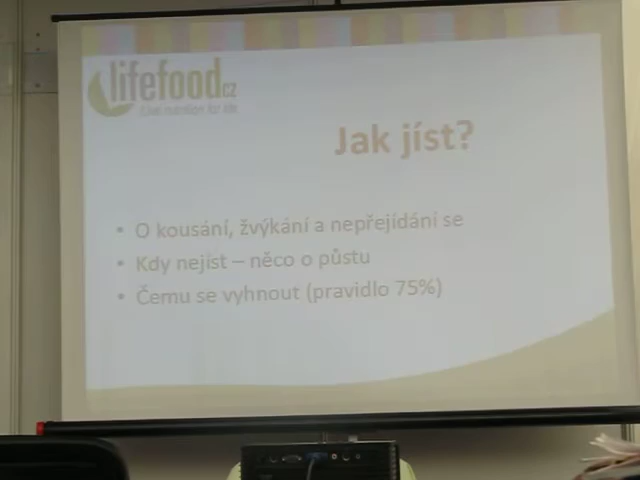 lifefood.cz
Jak jíst?
• O kousání, žvýkání a nepřejídání se
• Kdy nejíst – něco o půstu
• Čemu se vyhnout (pravidlo 75%)